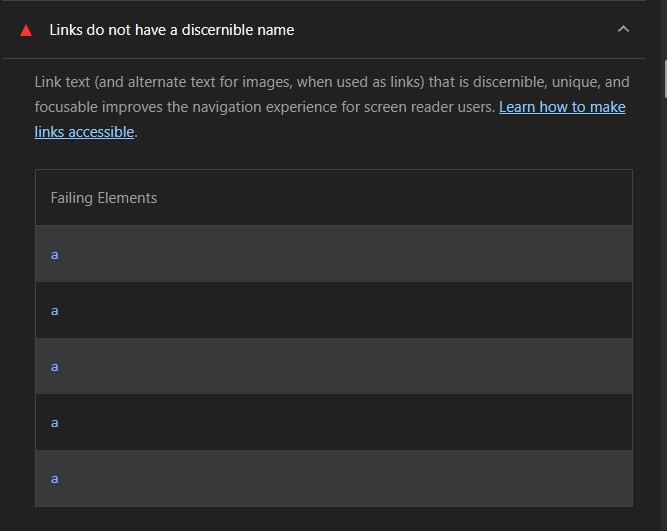 Links do not have a discernible name
Link text (and alternate text for images, when used as links) that is discernible, unique, and
focusable improves the navigation experience for screen reader users. Learn how to make
links accessible.
Failing Elements
a
a
a
a
a